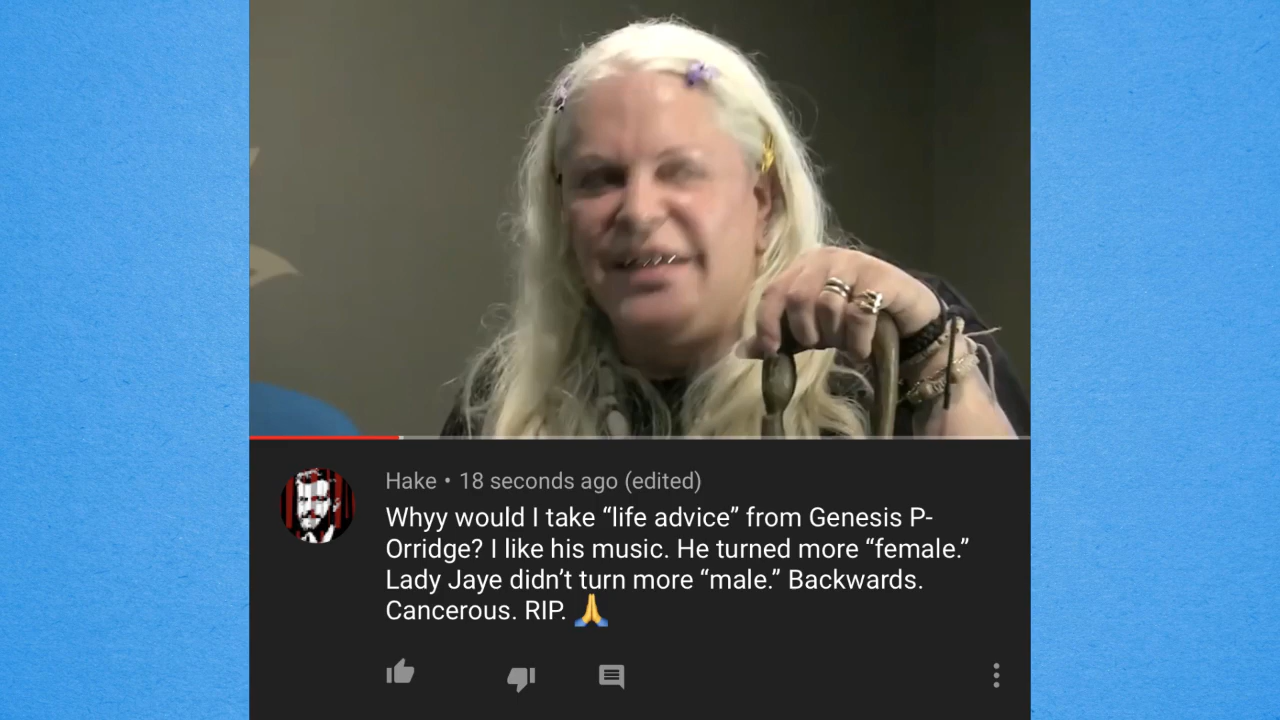 Hake • 18 seconds ago (edited)
Whyy would I take “life advice” from Genesis P-
Orridge? I like his music. He turned more “female.”
Lady Jaye didn’t turn more “male.” Backwards.
Cancerous. RIP. 🙏